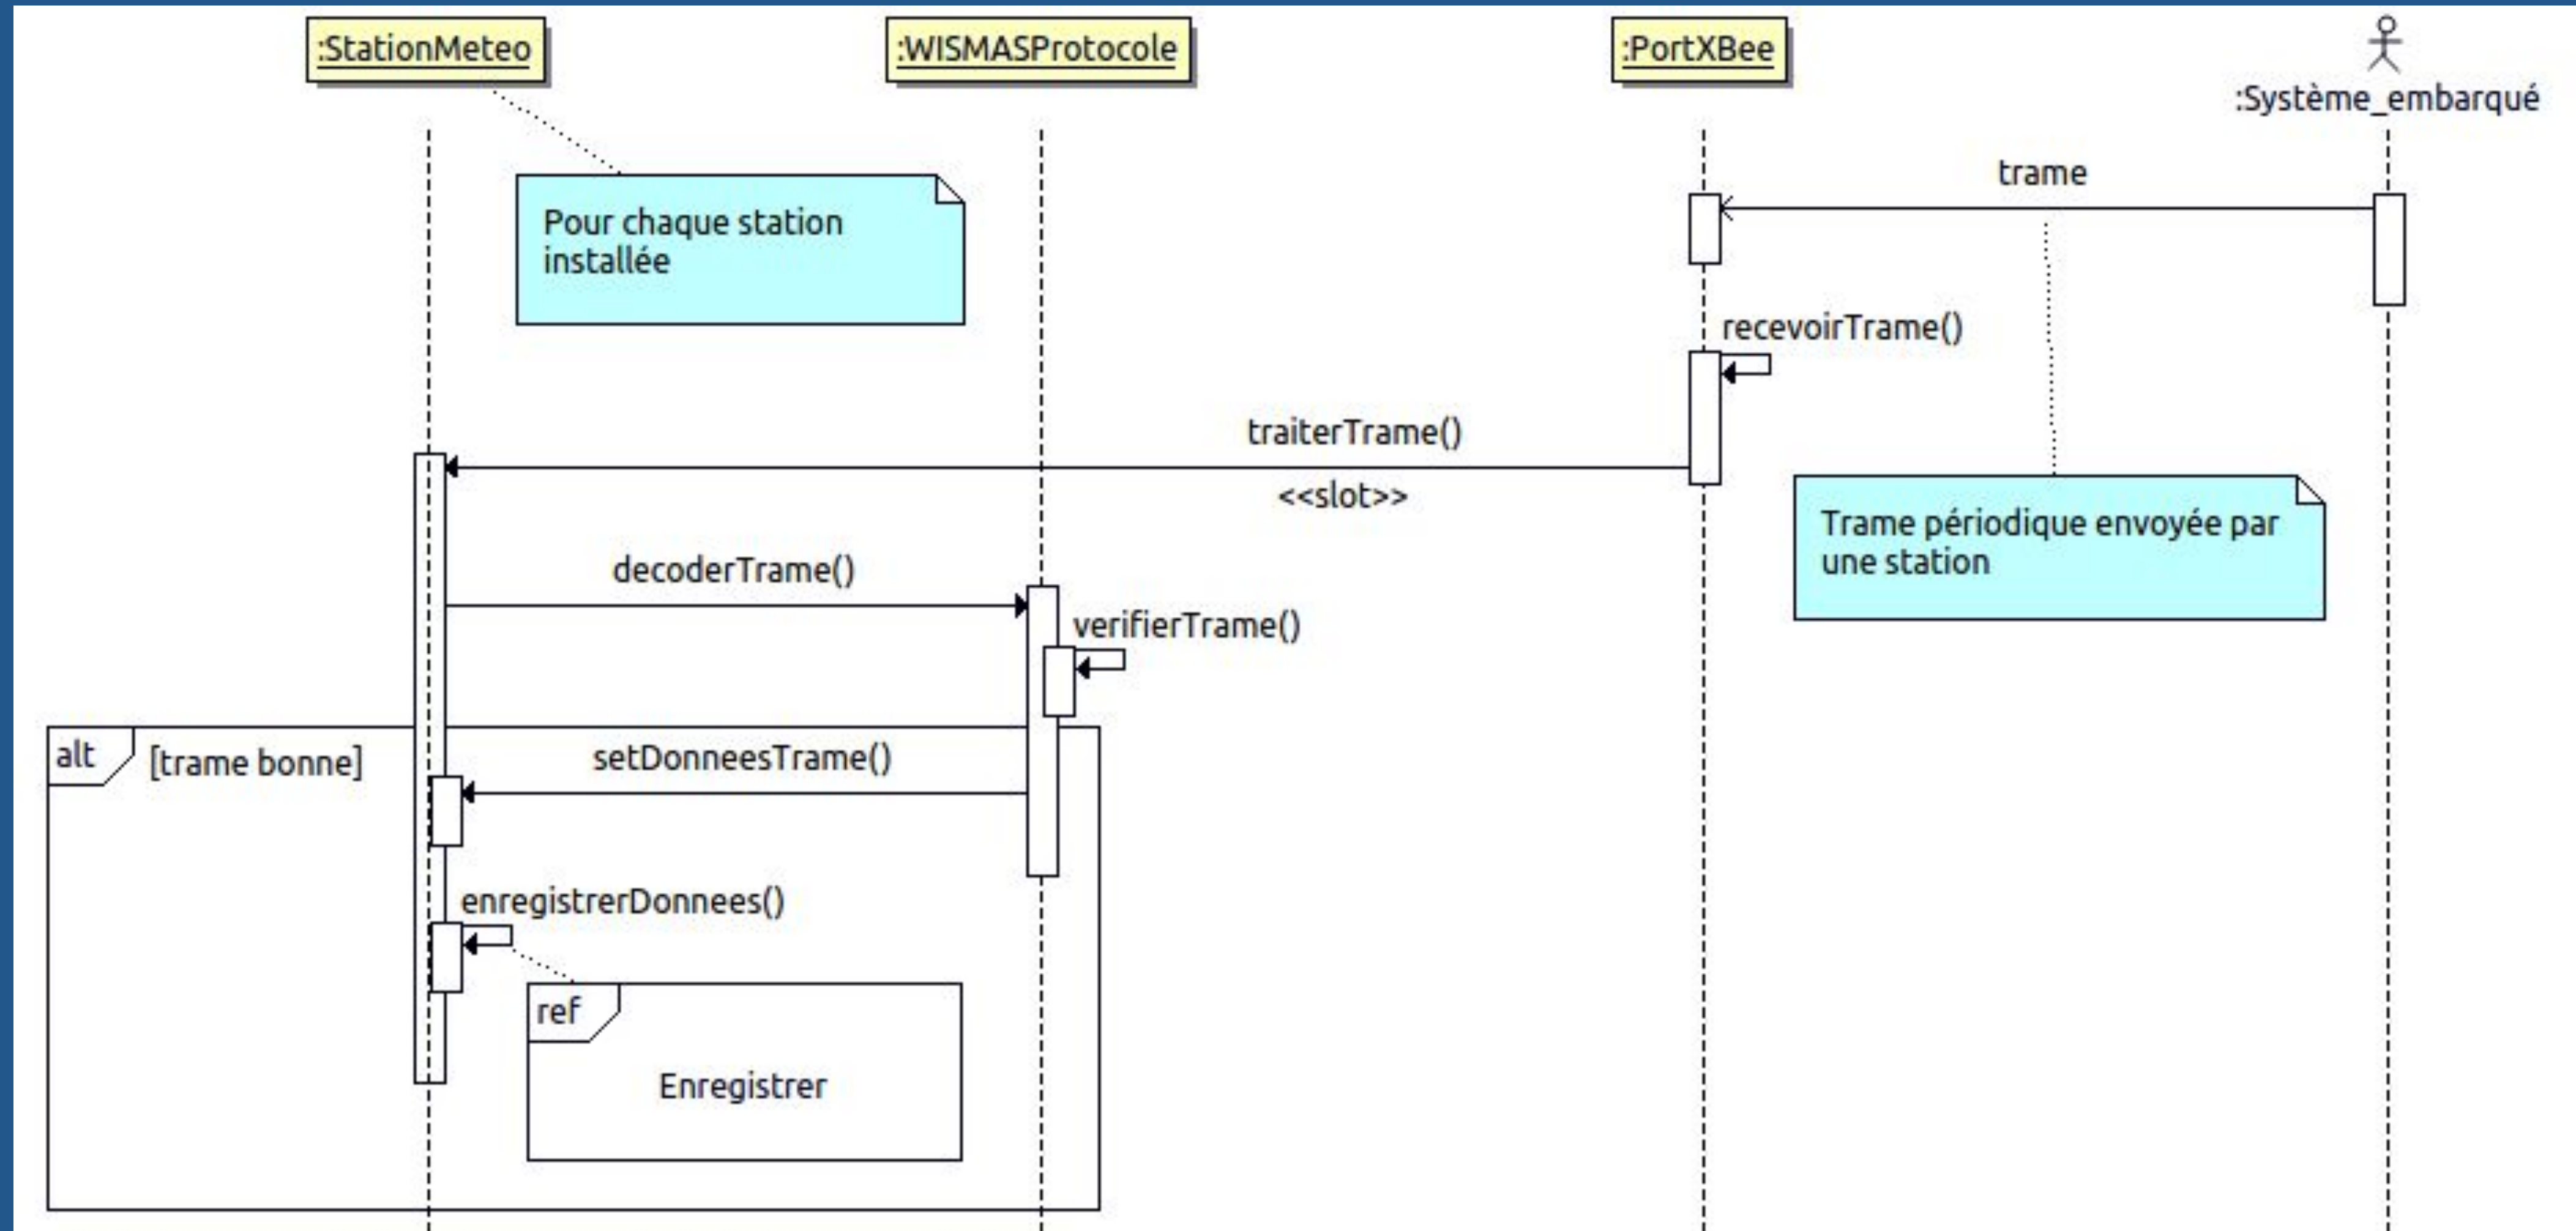 :StationMeteo
:WISMASProtocole
:PortXBee
:Système_embarqué
trame
Pour chaque station
installée
recevoirTrame()
traiterTrame()
<<slot>>
Trame périodique envoyée par
une station
decoderTrame()
verifierTrame()
alt
[trame bonne]
setDonneesTrame()
enregistrerDonnees()
ref
Enregistrer